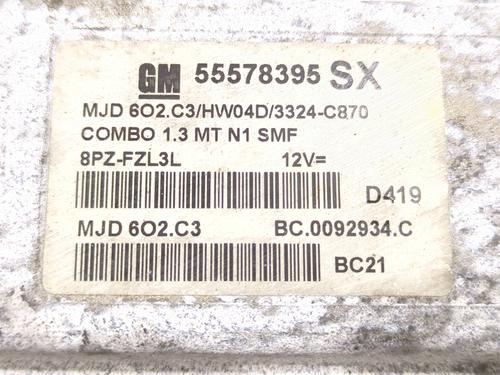 GM 55578395 SX
MJD 6O2.C3/HW04D/3324-C870
COMBO 1.3 MT N1 SMF
8PZ-FZL3L 12V=
D419
MJD 6O2.C3 BC.0092934.C
BC21